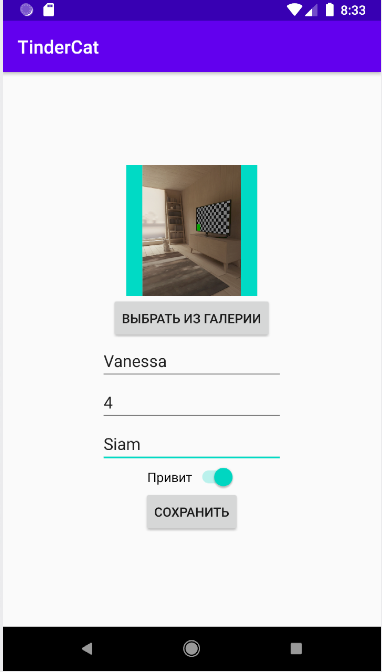 8:33
TinderCat
ВЫБРАТЬ ИЗ ГАЛЕРИИ
Vanessa
4
Siam
Привит
СОХРАНИТЬ